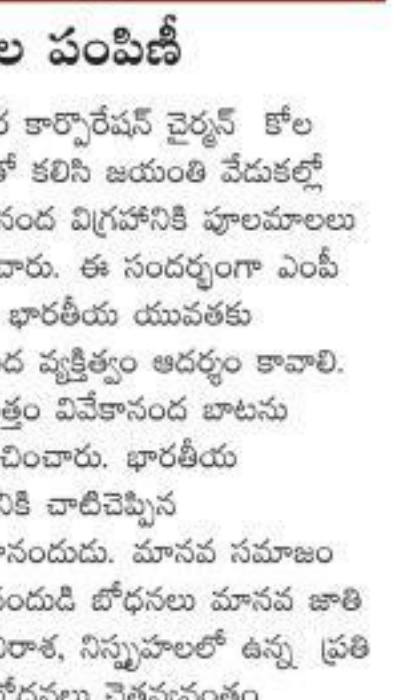 ల పంపిణీ
ర కార్పొరేషన్ చైర్మన్ కోల
తో కలిసి జయంతి వేడుకల్లో
నంద విగ్రహానికి పూలమాలలు
చారు. ఈ సందర్భంగా ఎంపీ
భారతీయ యువతకు
ద వ్యక్తిత్వం ఆదర్శం కావాలి.
త్తం వివేకానంద బాటను
చించారు. భారతీయ
నికి చాటిచెప్పిన
నందుడు. మానవ సమాజం
నందుడి బోధనలు మానవ జాతి
నిరాశ, నిస్పృహలలో ఉన్న ప్రతి